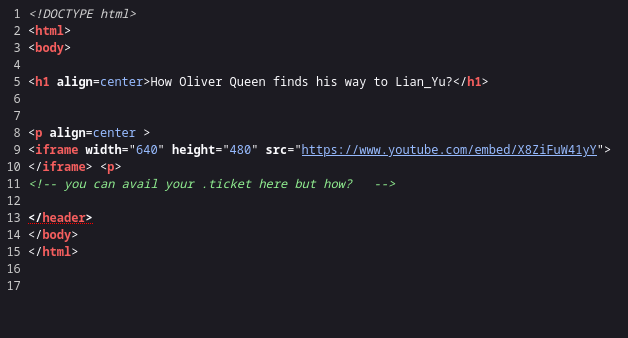 1 <!DOCTYPE html>
2 <html>
3 <body>
4
5 <h1 align=center>How Oliver Queen finds his way to Lian_Yu?</h1>
6
7
8 <p align=center >
9 <iframe width="640" height="480" src="https://www.youtube.com/embed/X8ZiFuW41yY">
10 </iframe> <p>
11 <!-- you can avail your .ticket here but how?   -->
12
13 </header>
14 </body>
15 </html>
16
17